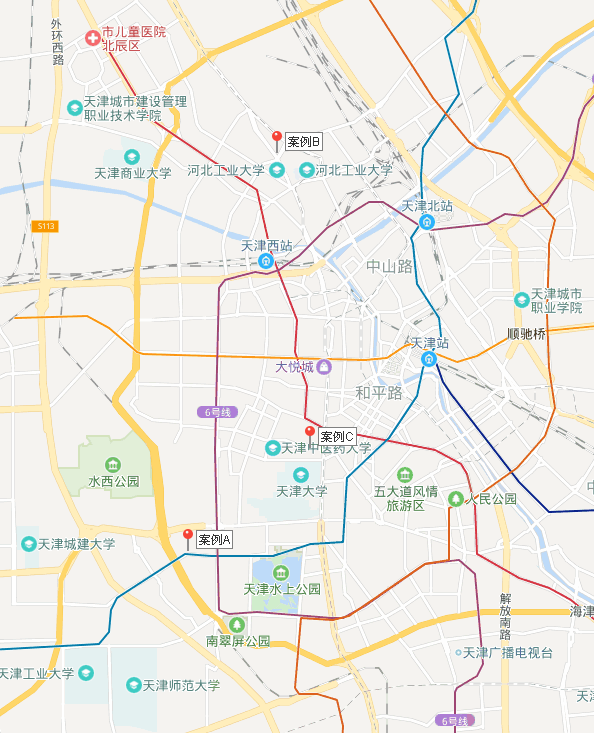 外环西路
市儿童医院
北辰区
天津城市建设管理
职业技术学院
案例B
天津商业大学
河北工业大学
河北工业大学
天津北站
S113
天津西站
中山路
天津城市
职业学院
顺驰桥
天津站
大悦城
和平路
6号线
案例C
天津中医药大学
水西公园
天津大学
五大道风情
旅游区
人民公园
案例A
天津城建大学
天津水上公园
解放南路
海津
南翠屏公园
天津广播电视台
天津工业大学
天津师范大学
6号线